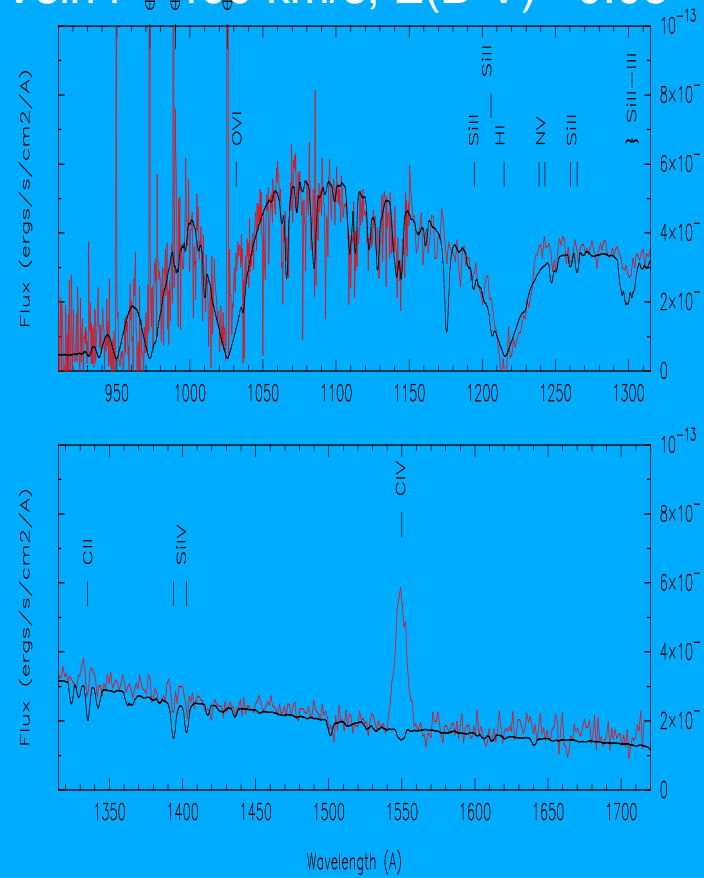 km/s, E(B-V)
10⁻¹³
8×10⁻
6×10⁻
4×10⁻
2×10⁻
0
Flux (ergs/s/cm2/A)
OVI
SiII
SiII
HI
NV
SiII
} SiII-III
950 1000 1050 1100 1150 1200 1250 1300
10⁻¹³
8×10⁻
6×10⁻
4×10⁻
2×10⁻
0
Flux (ergs/s/cm2/A)
CII
SiIV
CIV
1350 1400 1450 1500 1550 1600 1650 1700
Wavelength (A)